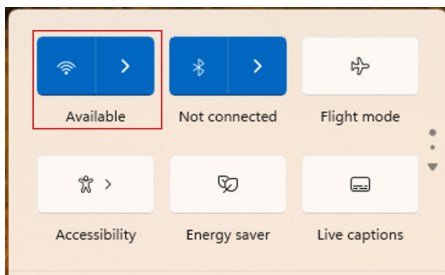 Available
Not connected
Flight mode
Accessibility
Energy saver
Live captions